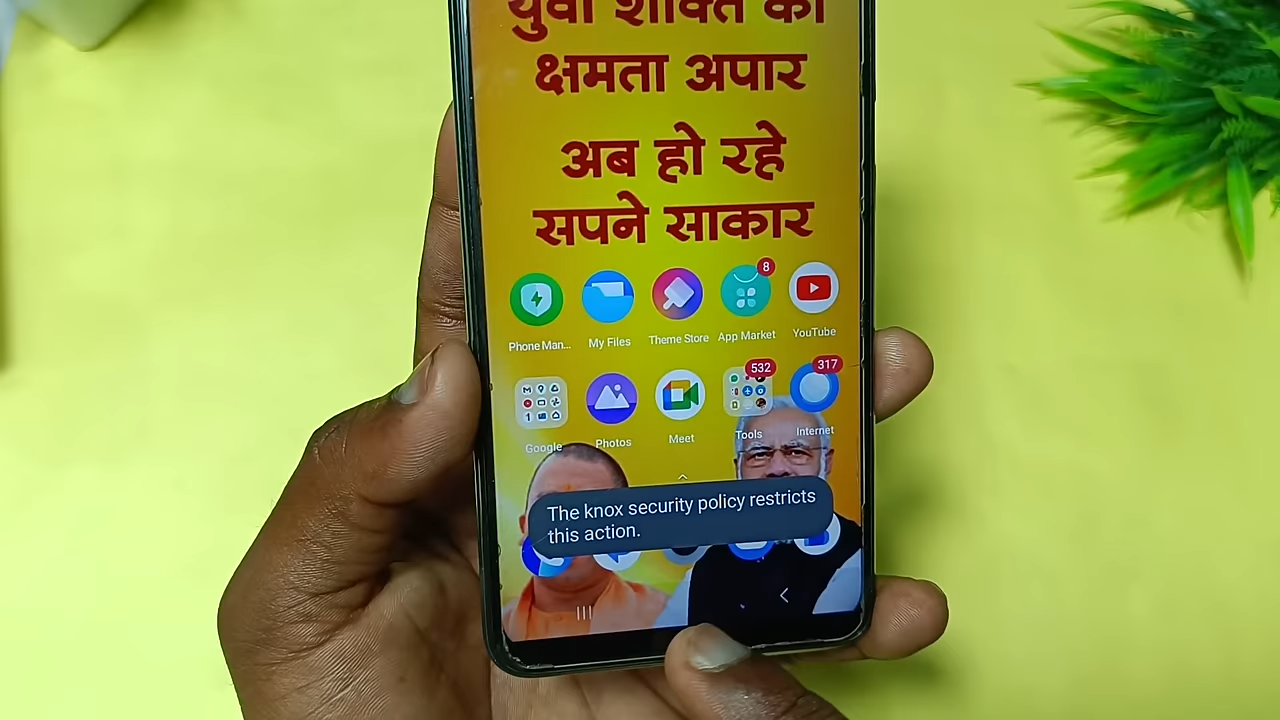 युवा शक्ति की
क्षमता अपार
अब हो रहे
सपने साकार
8
Phone Man...
My Files
Theme Store
App Market
YouTube
532
317
Google
Photos
Meet
Tools
Internet
The knox security policy restricts
this action.